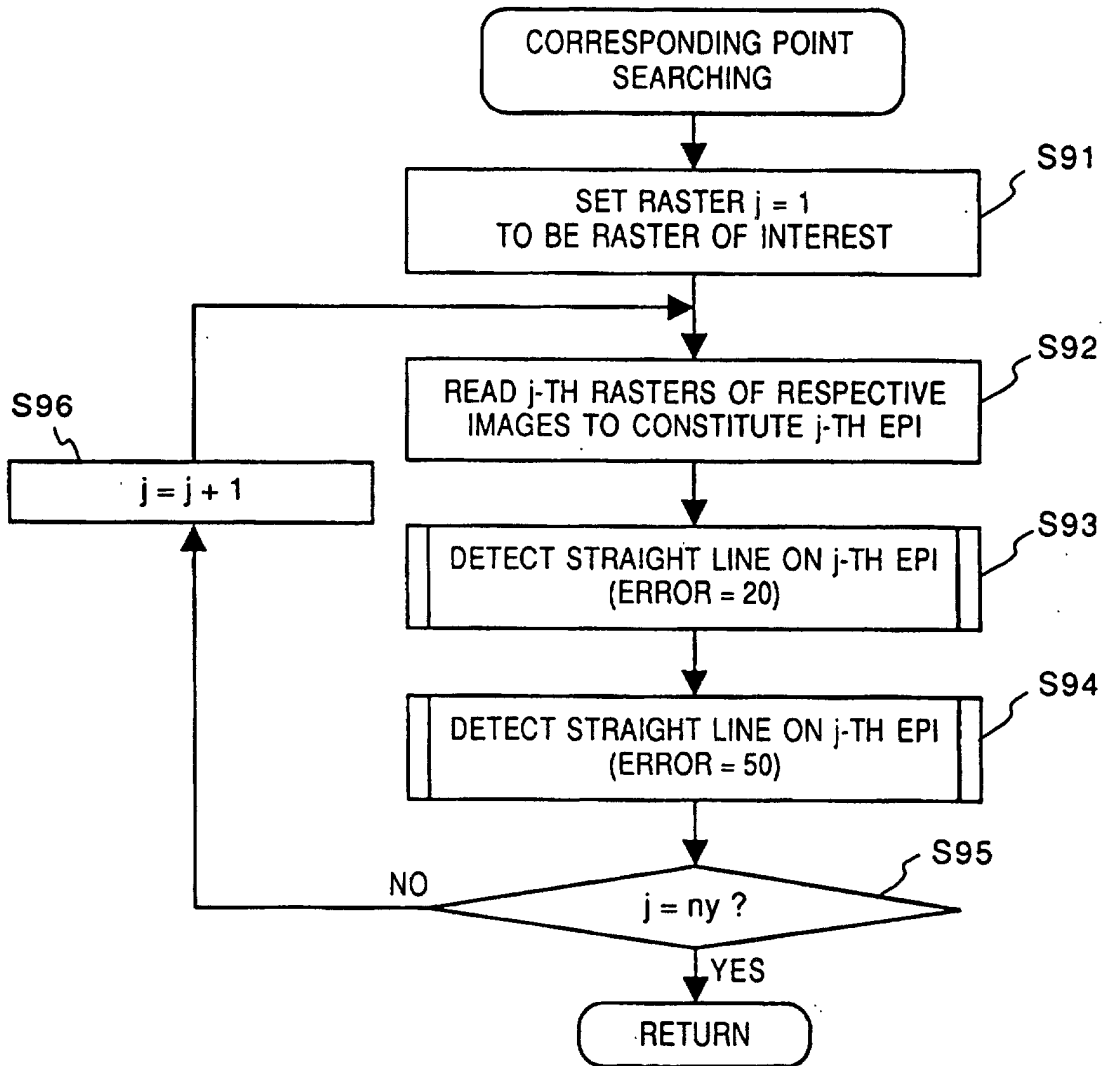 CORRESPONDING POINT
SEARCHING
S91
SET RASTER j = 1
TO BE RASTER OF INTEREST
S92
READ j-TH RASTERS OF RESPECTIVE
IMAGES TO CONSTITUTE j-TH EPI
S96
j = j + 1
S93
DETECT STRAIGHT LINE ON j-TH EPI
(ERROR = 20)
S94
DETECT STRAIGHT LINE ON j-TH EPI
(ERROR = 50)
S95
NO
j = ny ?
YES
RETURN